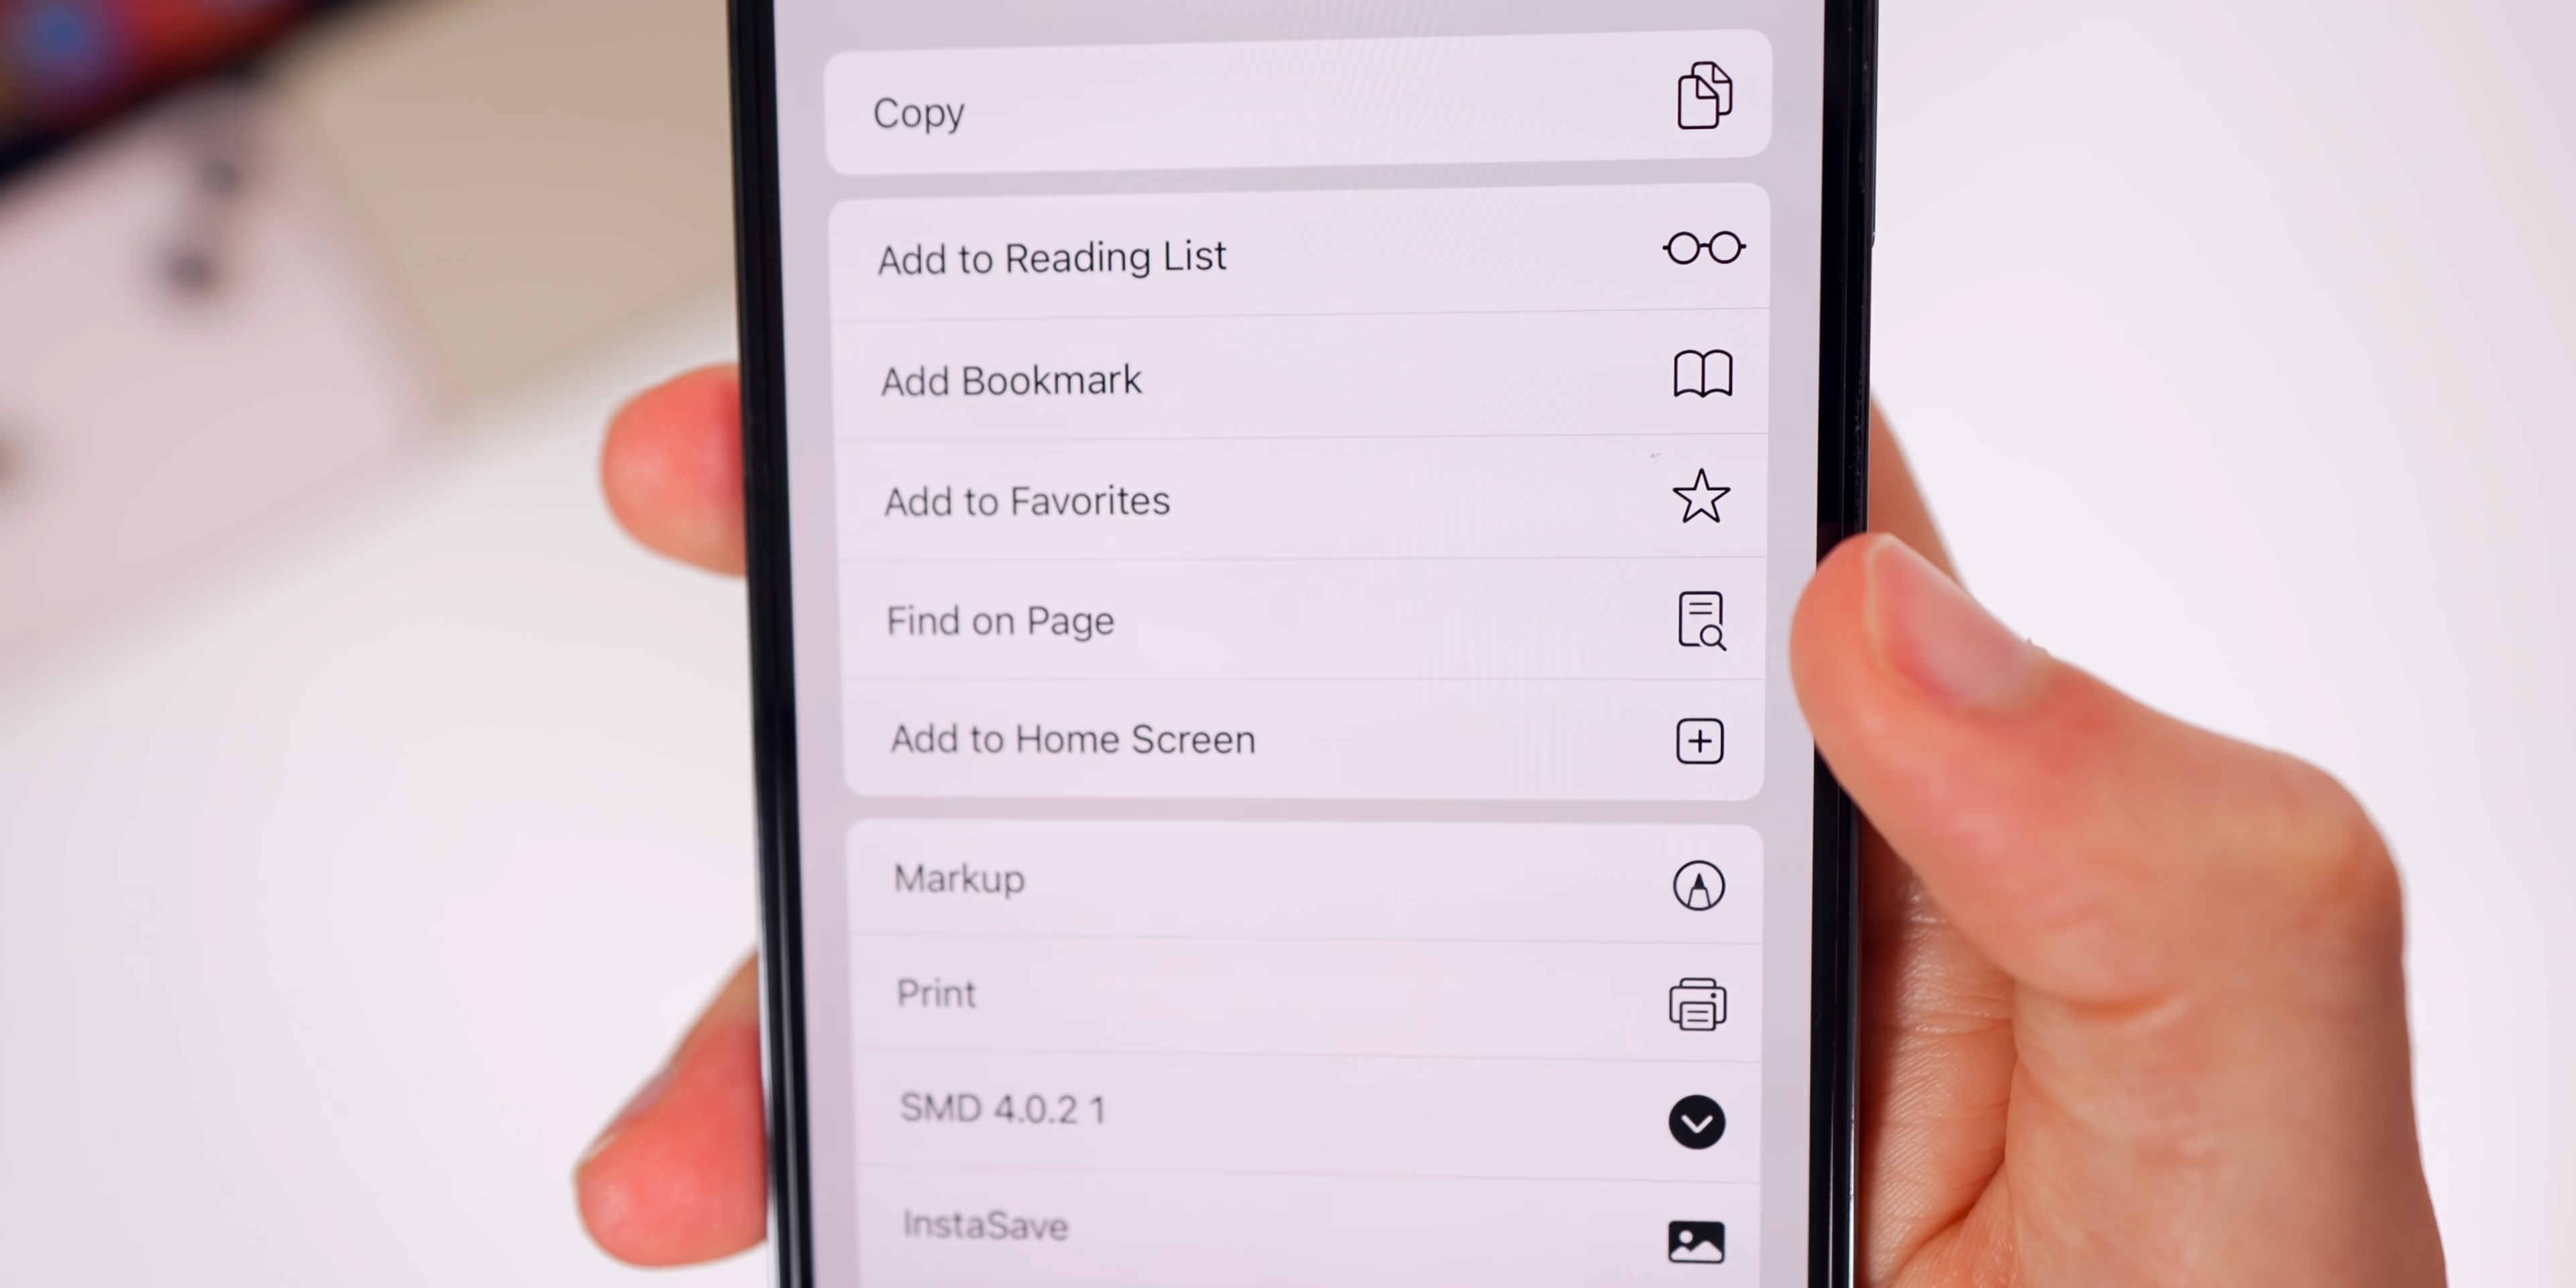 Copy
Add to Reading List
Add Bookmark
Add to Favorites
Find on Page
Add to Home Screen
Markup
Print
SMD 4.0.2 1
InstaSave